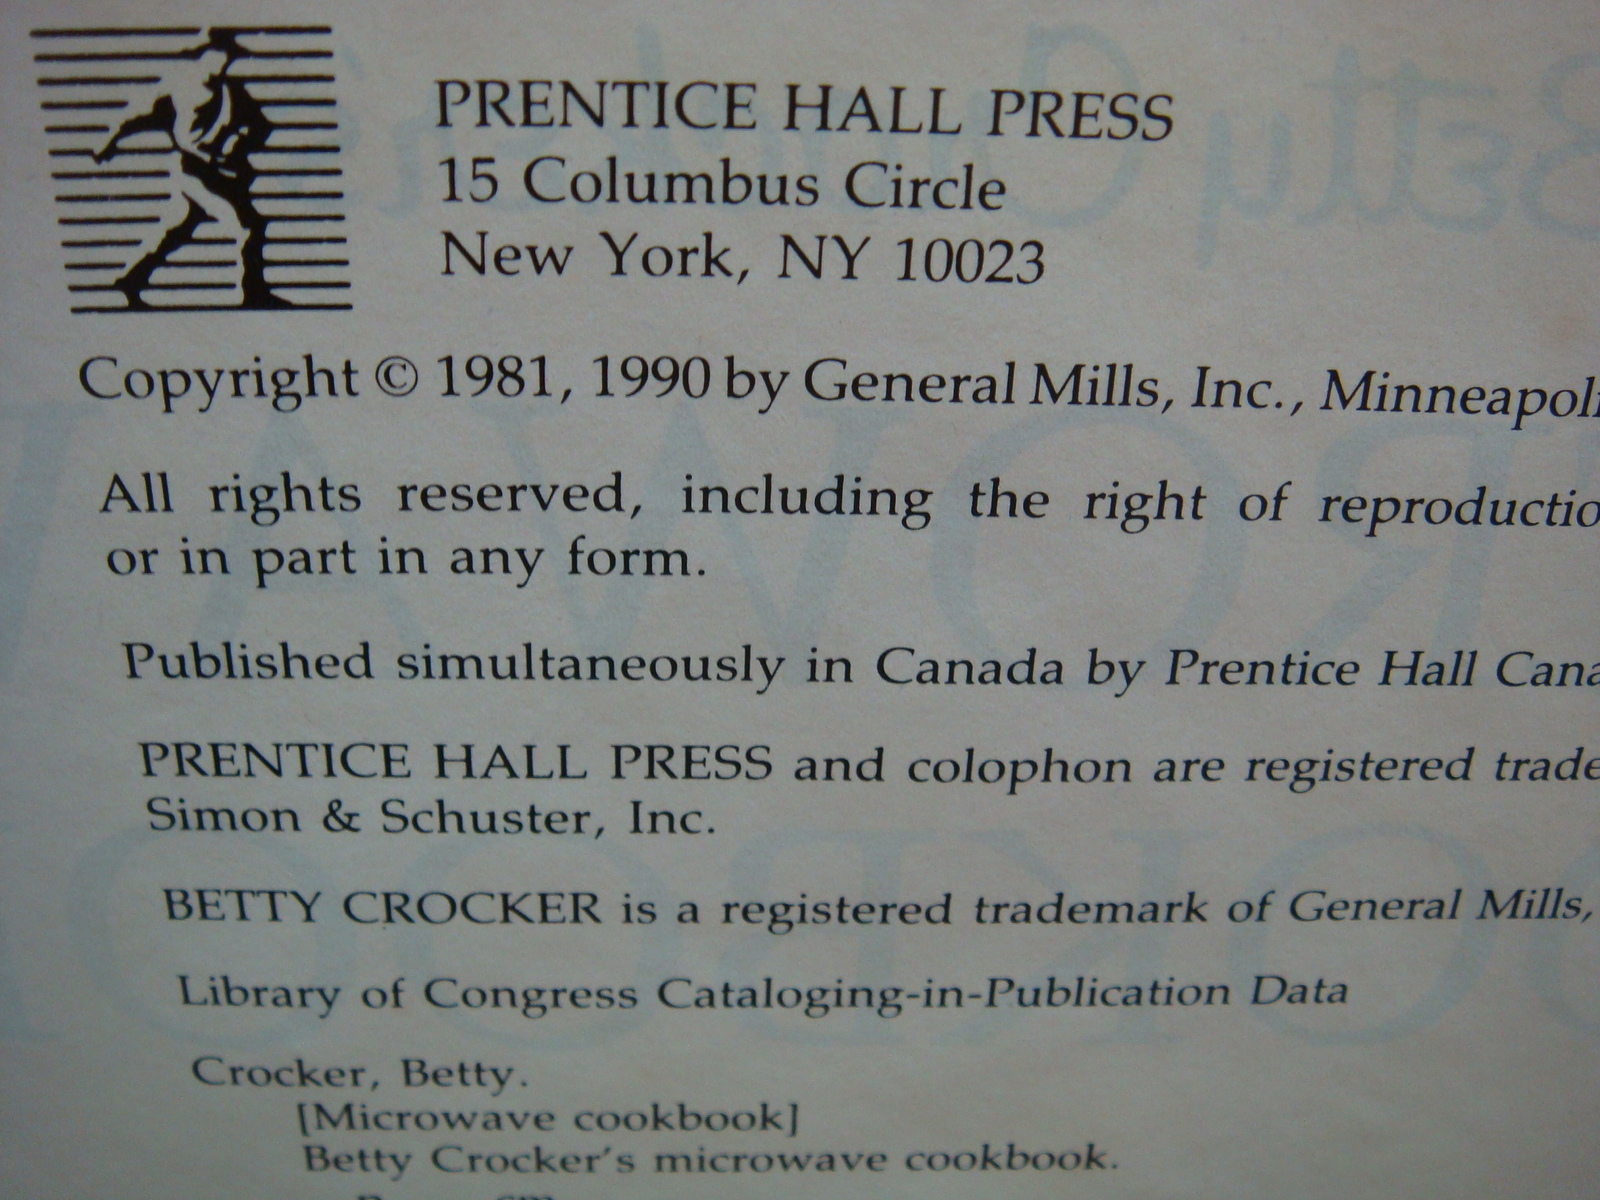 PRENTICE HALL PRESS
15 Columbus Circle
New York, NY 10023
Copyright © 1981, 1990 by General Mills, Inc., Minneapoli
All rights reserved, including the right of reproductio
or in part in any form.
Published simultaneously in Canada by Prentice Hall Cana
PRENTICE HALL PRESS and colophon are registered trade
Simon & Schuster, Inc.
BETTY CROCKER is a registered trademark of General Mills,
Library of Congress Cataloging-in-Publication Data
Crocker, Betty.
[Microwave cookbook]
Betty Crocker's microwave cookbook.